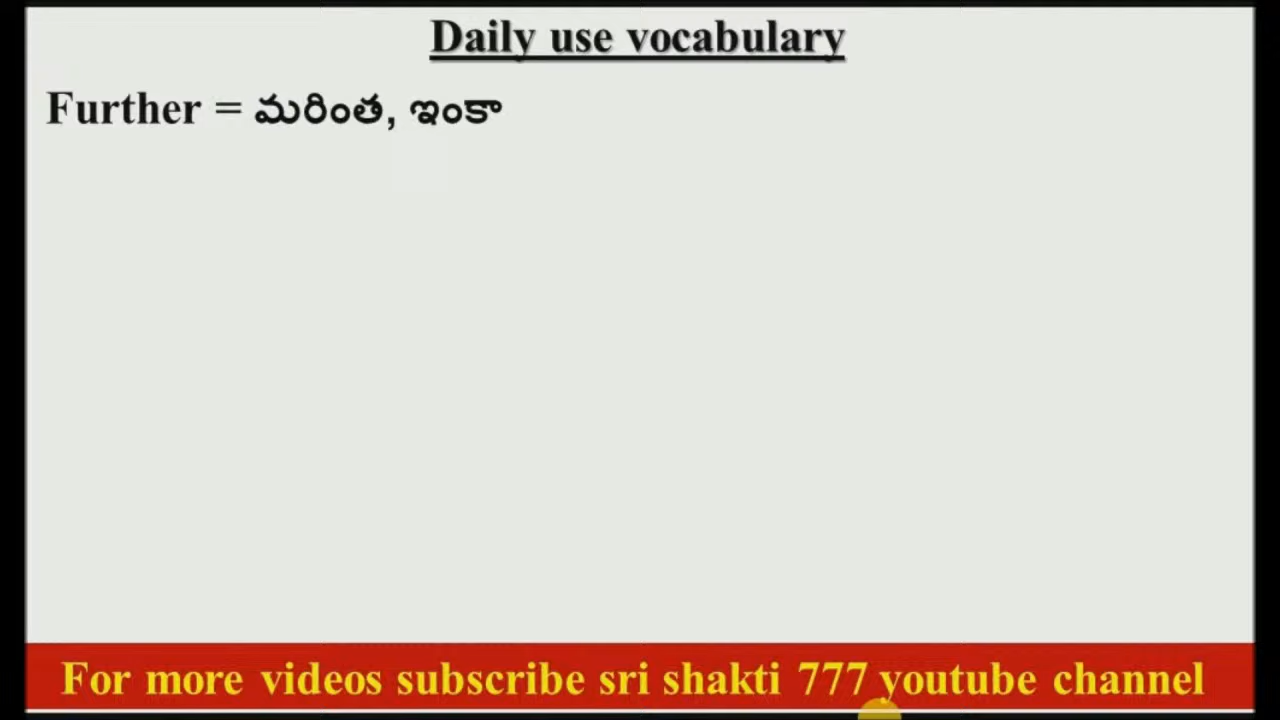 Daily use vocabulary
Further = మరింత, ఇంకా
For more videos subscribe sri shakti 777 youtube channel